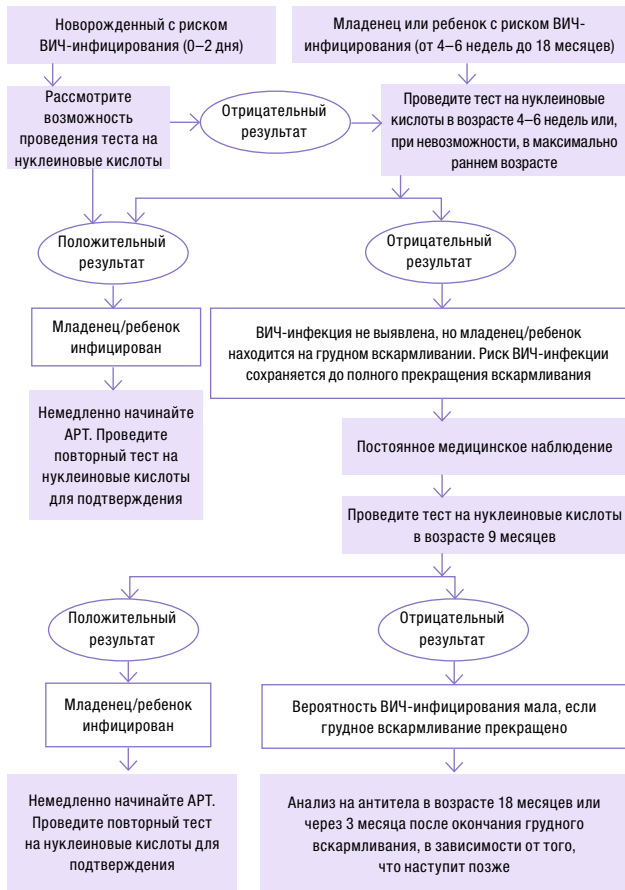 Новорожденный с риском
ВИЧ-инфицирования (0–2 дня)
Младенец или ребенок с риском ВИЧ-
инфицирования (от 4–6 недель до 18 месяцев)
Рассмотрите
возможность
проведения теста на
нуклеиновые кислоты
Отрицательный
результат
Проведите тест на нуклеиновые
кислоты в возрасте 4–6 недель или,
при невозможности, в максимально
раннем возрасте
Положительный
результат
Отрицательный
результат
Младенец/ребенок
инфицирован
ВИЧ-инфекция не выявлена, но младенец/ребенок
находится на грудном вскармливании. Риск ВИЧ-инфекции
сохраняется до полного прекращения вскармливания
Немедленно начинайте
АРТ. Проведите
повторный тест на
нуклеиновые кислоты
для подтверждения
Постоянное медицинское наблюдение
Проведите тест на нуклеиновые кислоты
в возрасте 9 месяцев
Положительный
результат
Отрицательный
результат
Младенец/ребенок
инфицирован
Вероятность ВИЧ-инфицирования мала, если
грудное вскармливание прекращено
Немедленно начинайте АРТ.
Проведите повторный тест
на нуклеиновые кислоты для
подтверждения
Анализ на антитела в возрасте 18 месяцев или
через 3 месяца после окончания грудного
вскармливания, в зависимости от того,
что наступит позже